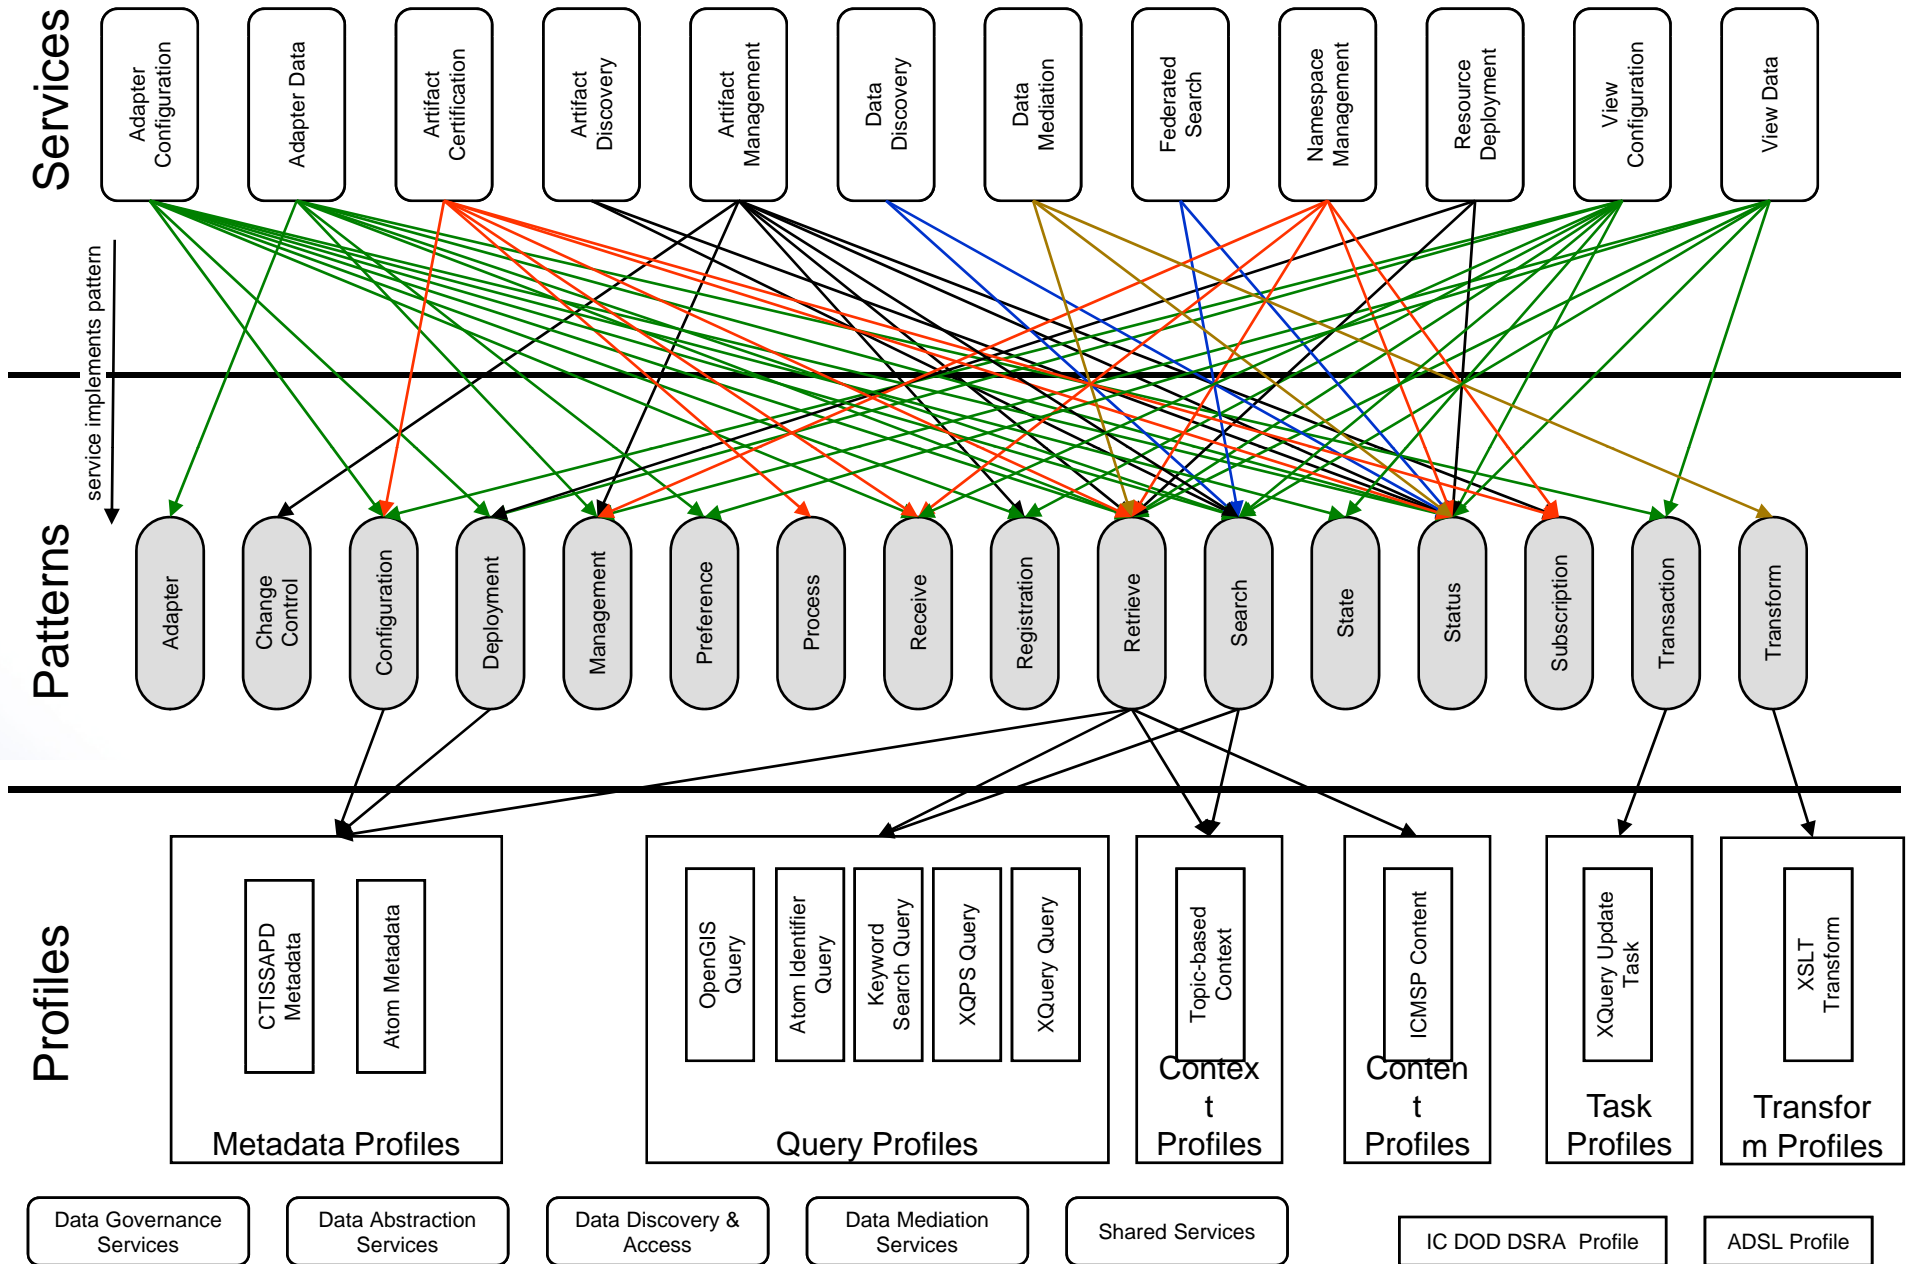 Services
Adapter
Configuration
Adapter Data
Artifact
Certification
Artifact
Discovery
Artifact
Management
Data
Discovery
Data
Mediation
Federated
Search
Namespace
Management
Resource
Deployment
View
Configuration
View Data
service implements pattern
Patterns
Adapter
Change
Control
Configuration
Deployment
Management
Preference
Process
Receive
Registration
Retrieve
Search
State
Status
Subscription
Transaction
Transform
Profiles
CTISSAPD
Metadata
Atom Metadata
Metadata Profiles
OpenGIS
Query
Atom Identifier
Query
Keyword
Search Query
XQPS Query
XQuery Query
Query Profiles
Topic-based
Context
Contex
t
Profiles
ICMSP Content
Conten
t
Profiles
XQuery Update
Task
Task
Profiles
XSLT
Transform
Transfor
m Profiles
Data Governance
Services
Data Abstraction
Services
Data Discovery &
Access
Data Mediation
Services
Shared Services
IC DOD DSRA Profile
ADSL Profile